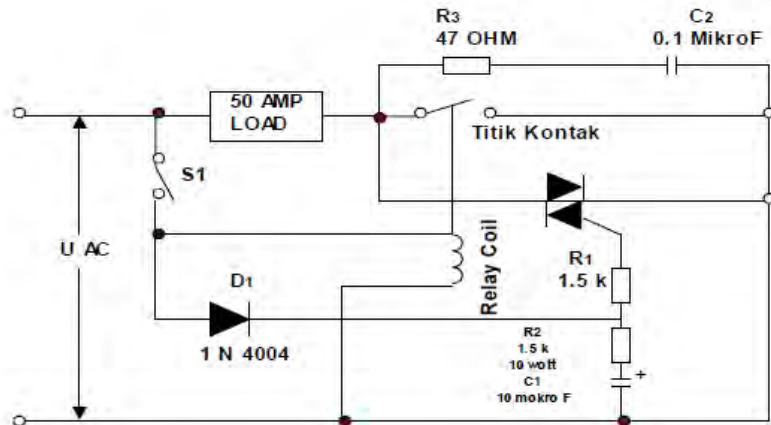 R3
47 OHM
C2
0.1 MikroF
50 AMP
LOAD
Titik Kontak
S1
U AC
D1
1 N 4004
Relay Coil
R1
1.5 k
R2
1.5 k
10 watt
C1
10 mokro F
+